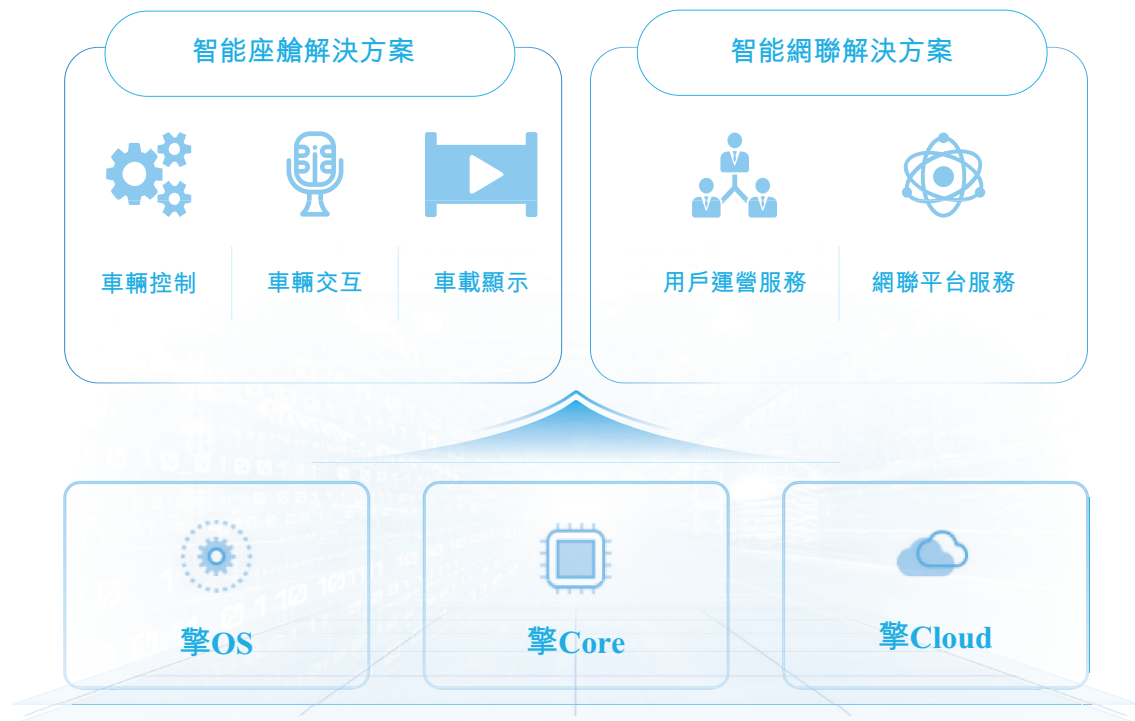 智能座艙解決方案
智能網聯解決方案
車輛控制
車輛交互
車載顯示
用戶運營服務
網聯平台服務
擎OS
擎Core
擎Cloud